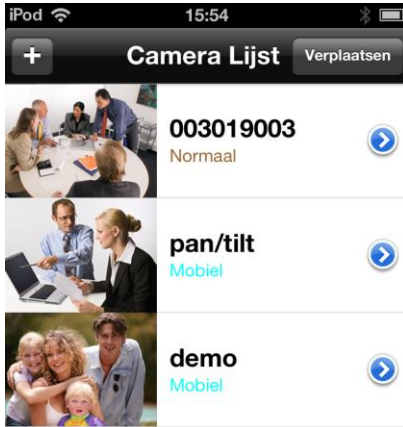 iPod 15:54
+ Camera Lijst Verplaatsen
003019003
Normaal
pan/tilt
Mobiel
demo
Mobiel